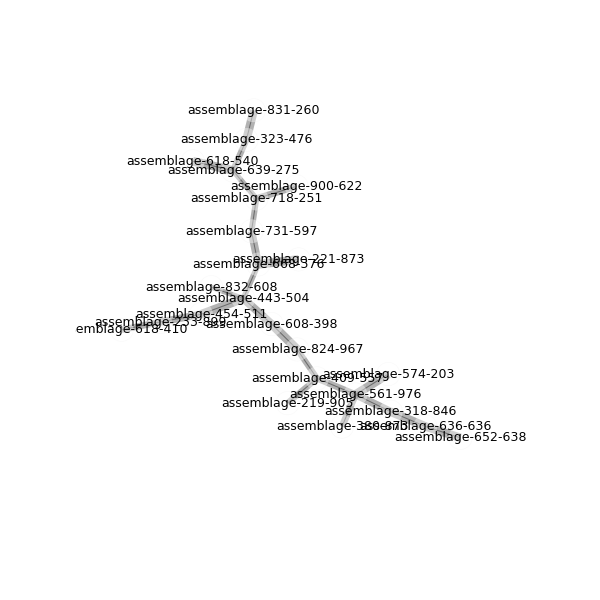 assemblage-831-260
assemblage-323-476
assemblage-618-540
assemblage-639-275
assemblage-900-622
assemblage-718-251
assemblage-731-597
assemblage-221-873
assemblage-668-376
assemblage-832-608
assemblage-443-504
assemblage-454-511
assemblage-233-899
assemblage-608-398
emblage-618-410
assemblage-824-967
assemblage-574-203
assemblage-409-557
assemblage-561-976
assemblage-219-905
assemblage-318-846
assemblage-380-873
assemblage-636-636
assemblage-652-638